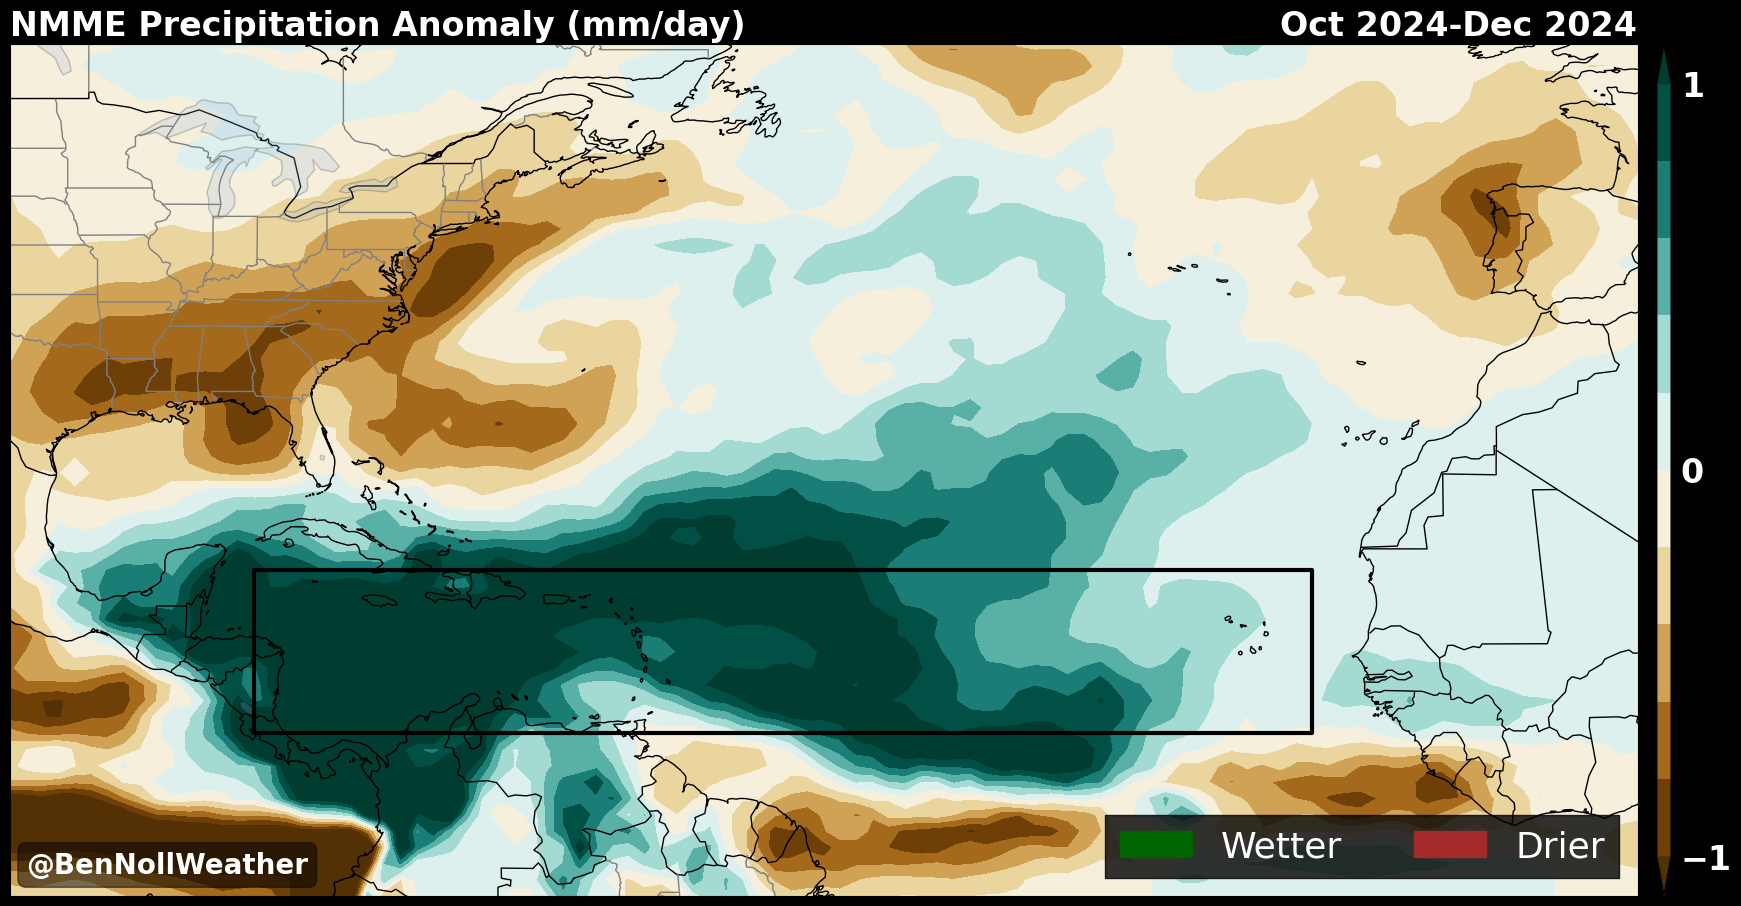 NMME Precipitation Anomaly (mm/day)
Oct 2024-Dec 2024
1
0
−1
@BenNollWeather
Wetter
Drier